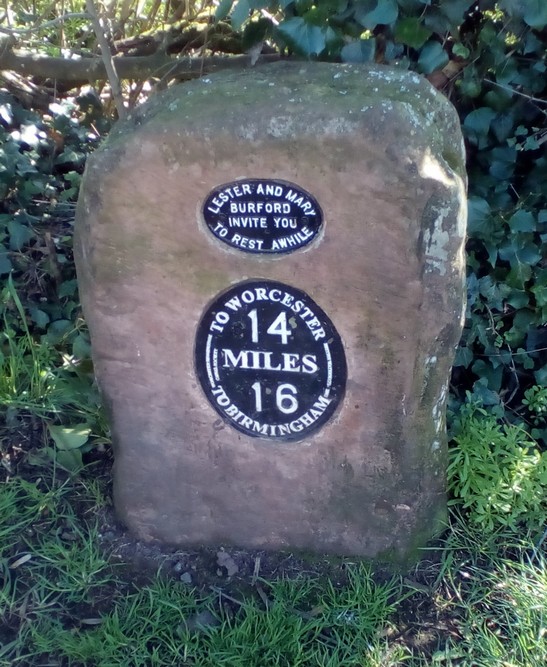 LESTER AND MARY
BURFORD
INVITE YOU
TO REST AWHILE
TO WORCESTER
14
MILES
16
TO BIRMINGHAM